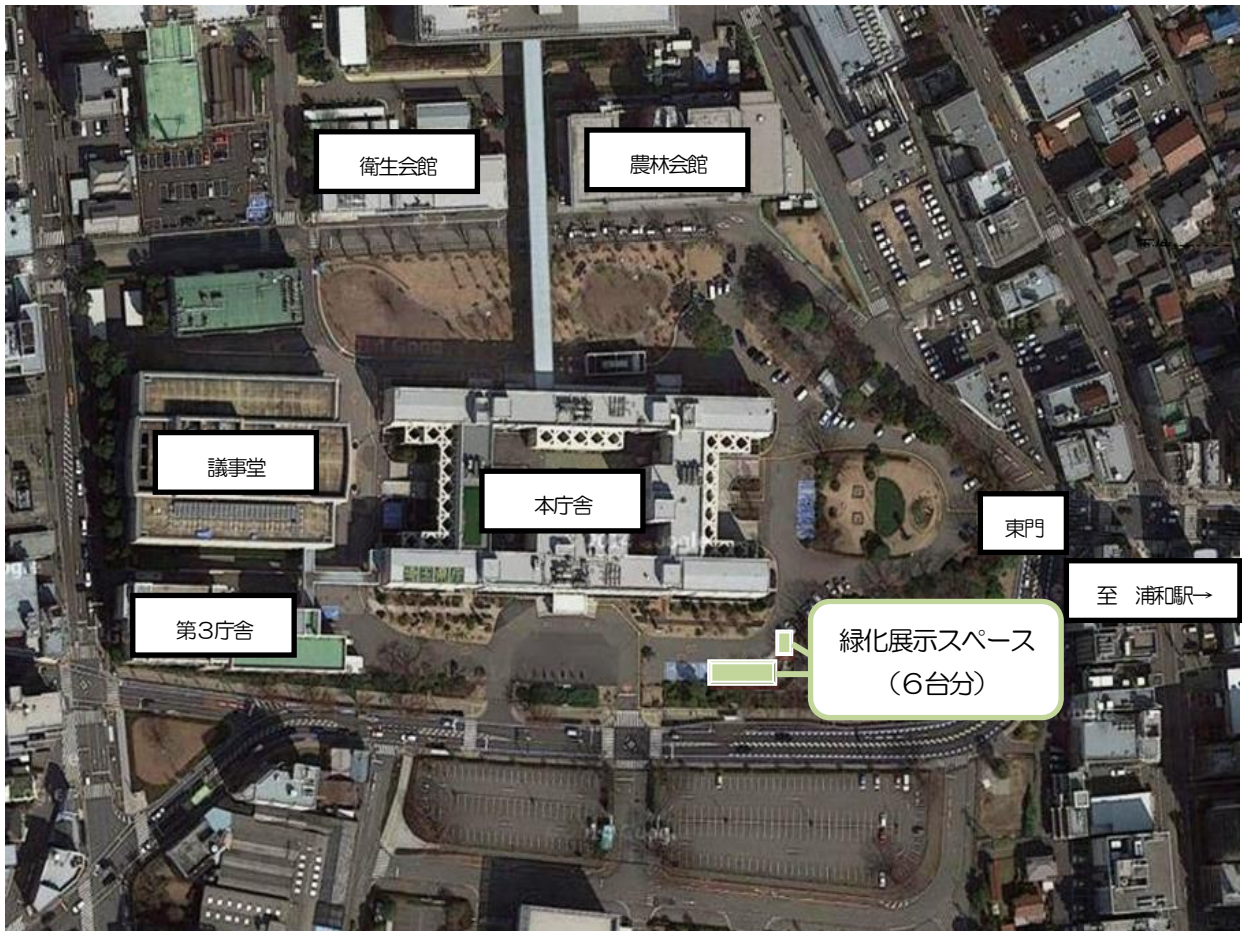 衛生会館
農林会館
議事堂
本庁舎
東門
至　浦和駅→
第3庁舎
緑化展示スペース
（6台分）